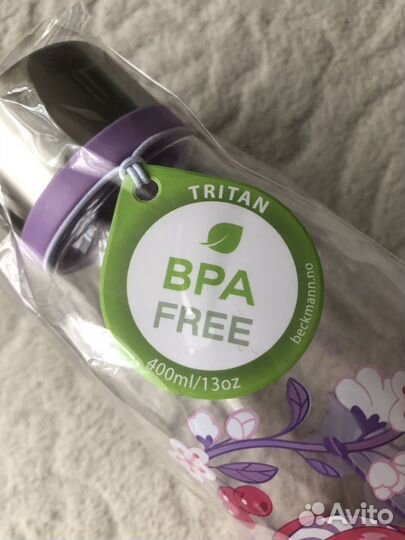 TRITAN
BPA
FREE
400ml/13oz
beckmann.no
Avito